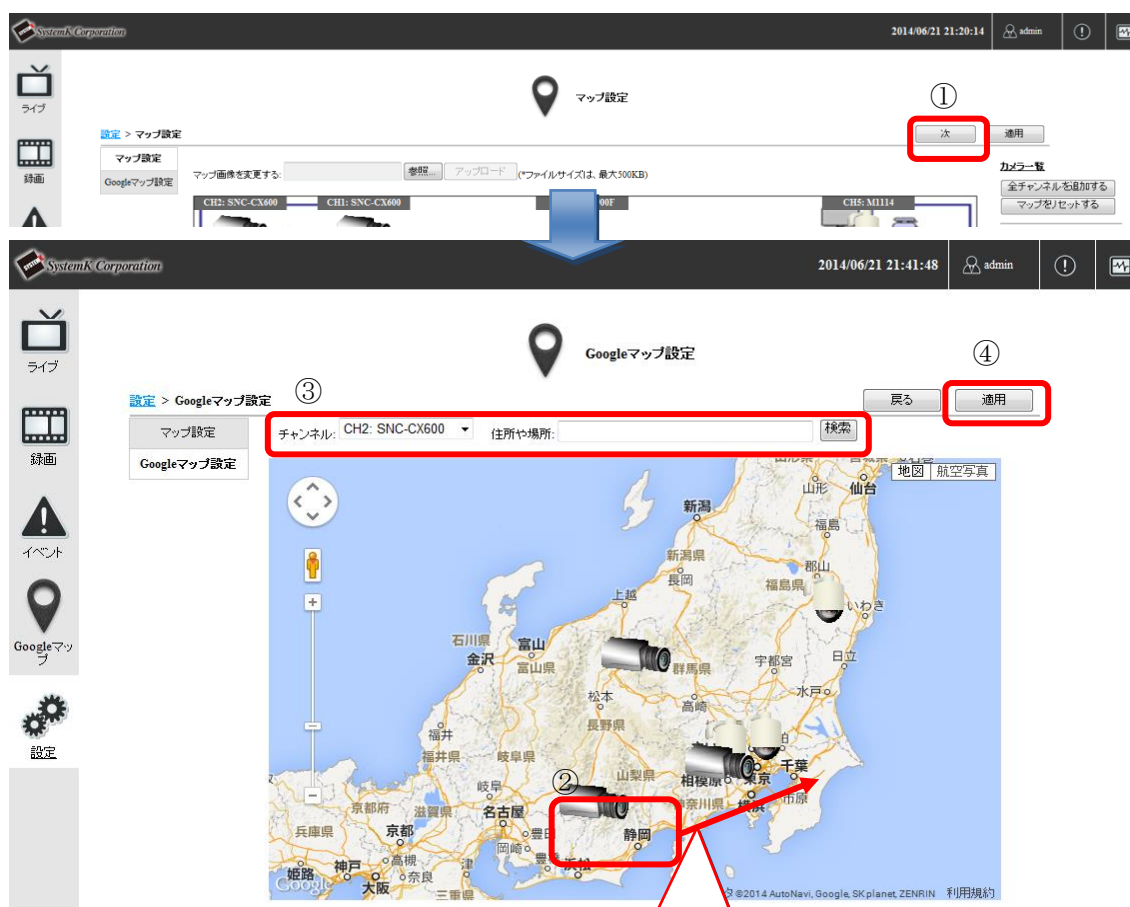 SystemK Corporation
2014/06/21 21:20:14
admin
ライブ
マップ設定
①
設定 > マップ設定
次
適用
録画
マップ設定
Googleマップ設定
マップ画像を変更する:
参照...
アップロード
(*ファイルサイズは、最大500KB)
カメラ一覧
全チャンネルを追加する
マップをリセットする
CH2: SNC-CX600
CH1: SNC-CX600
00F
CH5: M1114
SystemK Corporation
2014/06/21 21:41:48
admin
ライブ
Googleマップ設定
④
設定 > Googleマップ設定
③
戻る
適用
マップ設定
Googleマップ設定
チャンネル:
CH2: SNC-CX600
住所や場所:
検索
録画
イベント
Googleマッ
プ
設定
地図
航空写真
山形
仙台
新潟
福島
新潟県
郡山
長岡
福島県
上越
いわき
石川県
富山
金沢
富山県
群馬県
宇都宮
日立
松本
水戸
高崎
長野県
福井
福井県
岐阜県
山梨県
相模原
東京
千葉
②
岐阜
神奈川県
横浜
市原
京都府
滋賀県
名古屋
兵庫県
京都
豊田
静岡
岡崎
浜松
姫路
神戸
高槻
津
奈良
大阪
三重県
Google
©2014 AutoNavi, Google, SK planet, ZENRIN
利用規約